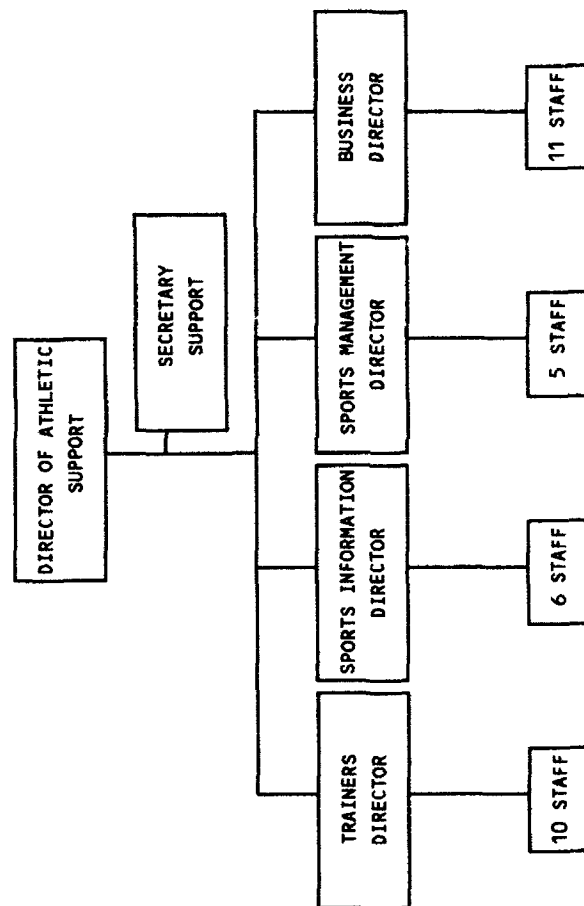 DIRECTOR OF ATHLETIC
SUPPORT
SECRETARY
SUPPORT
TRAINERS
DIRECTOR
SPORTS INFORMATION
DIRECTOR
SPORTS MANAGEMENT
DIRECTOR
BUSINESS
DIRECTOR
10 STAFF
6 STAFF
5 STAFF
11 STAFF